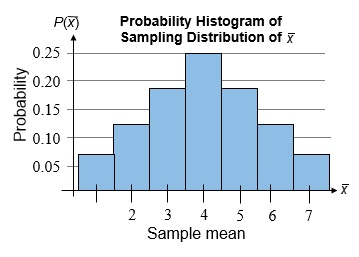 P(x̅)
Probability Histogram of
Sampling Distribution of x̅
0.25
0.20
0.15
0.10
0.05
Probability
2 3 4 5 6 7
x̅
Sample mean